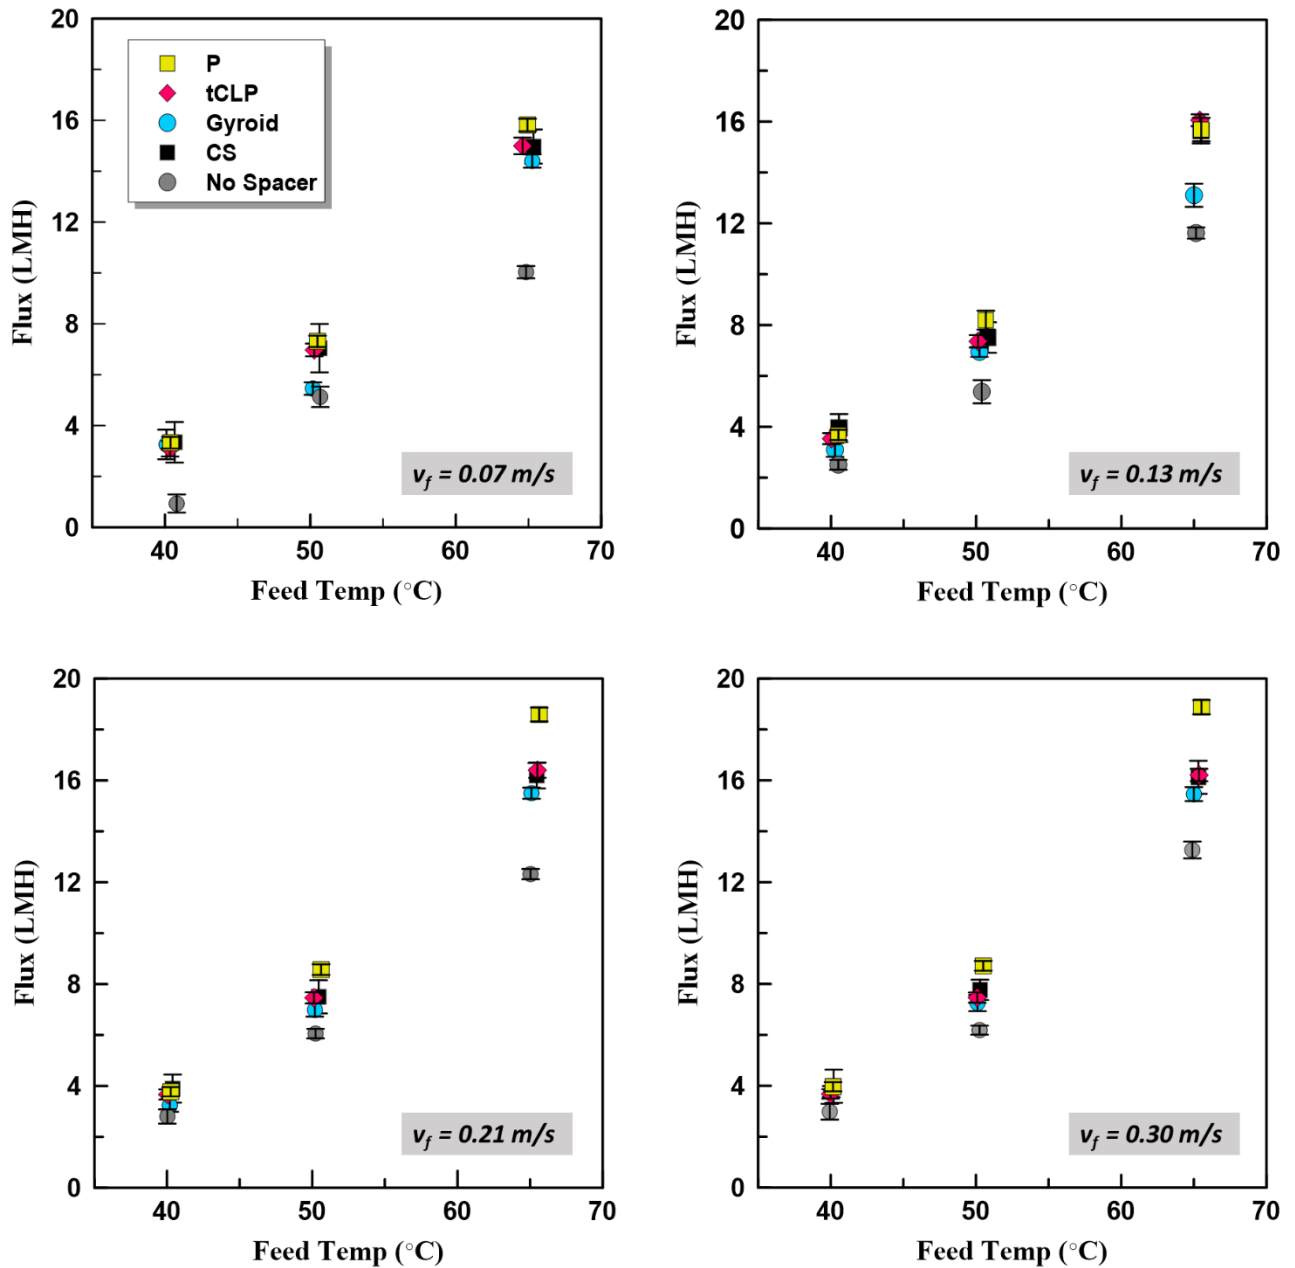 20
16
12
8
4
0
40
50
60
70
Flux (LMH)
Feed Temp (°C)
P
tCLP
Gyroid
CS
No Spacer
v_f = 0.07 m/s
20
16
12
8
4
0
40
50
60
70
Flux (LMH)
Feed Temp (°C)
v_f = 0.13 m/s
20
16
12
8
4
0
40
50
60
70
Flux (LMH)
Feed Temp (°C)
v_f = 0.21 m/s
20
16
12
8
4
0
40
50
60
70
Flux (LMH)
Feed Temp (°C)
v_f = 0.30 m/s